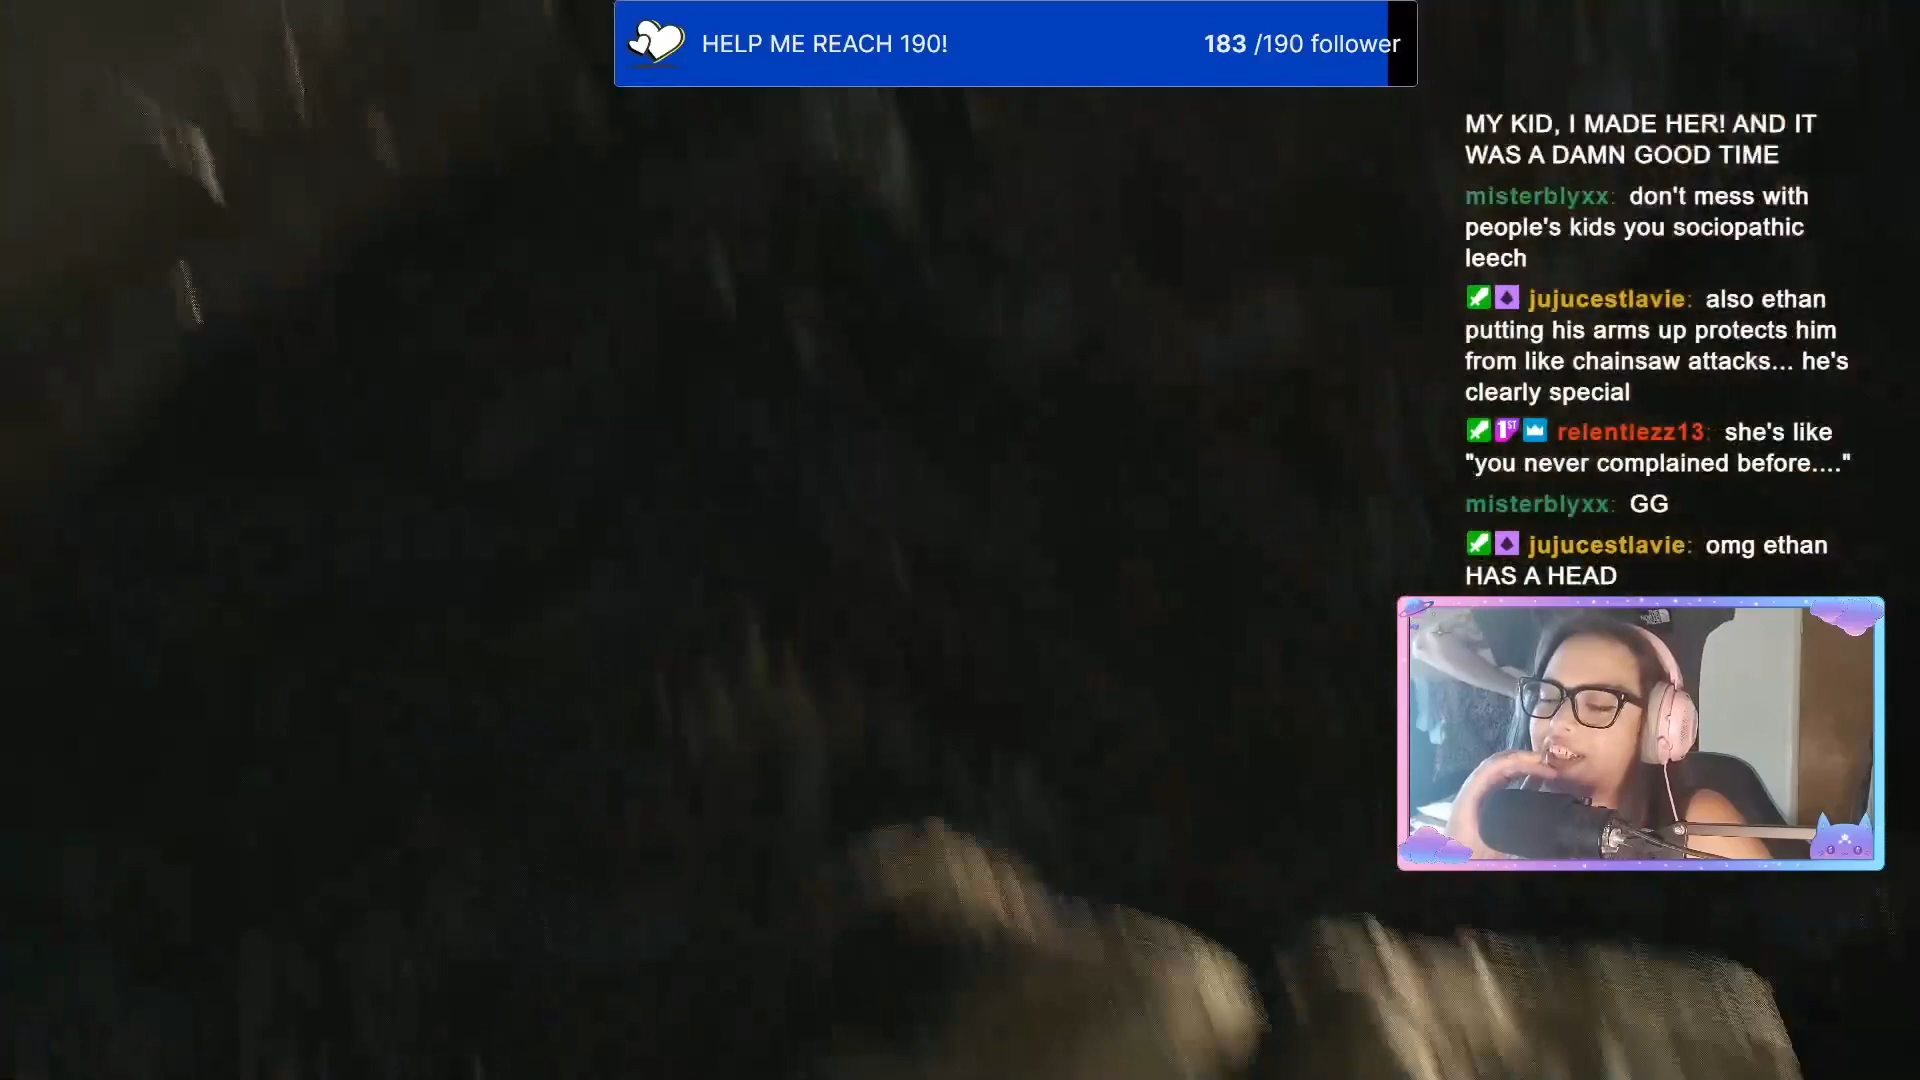 HELP ME REACH 190!
183 /190 follower
MY KID, I MADE HER! AND IT
WAS A DAMN GOOD TIME
misterblyxx: don't mess with
people's kids you sociopathic
leech
jujucestlavie: also ethan
putting his arms up protects him
from like chainsaw attacks... he's
clearly special
1ST relentlezz13: she's like
"you never complained before...."
misterblyxx: GG
jujucestlavie: omg ethan
HAS A HEAD